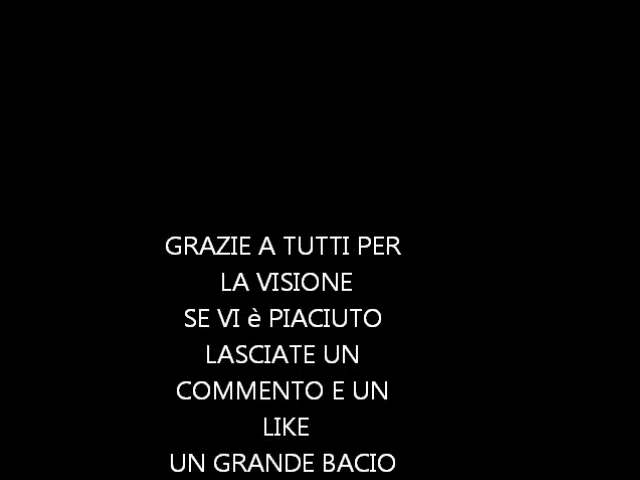 GRAZIE A TUTTI PER
LA VISIONE
SE VI è PIACIUTO
LASCIATE UN
COMMENTO E UN
LIKE
UN GRANDE BACIO